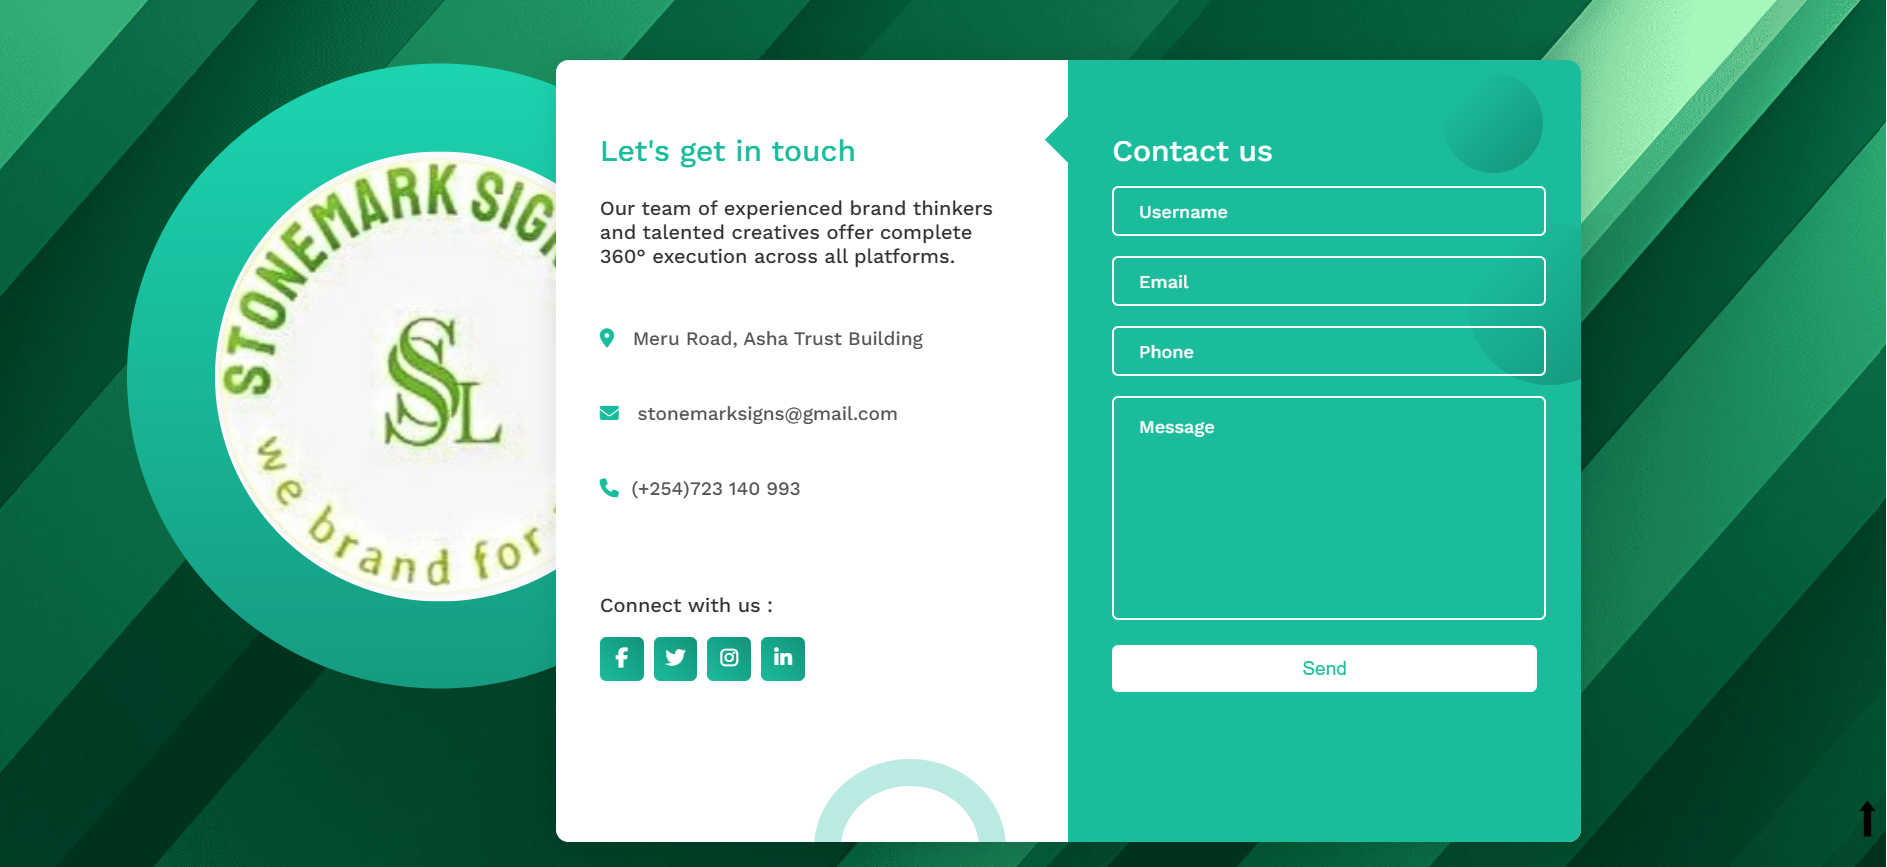 STONEMARK SIG
SSL
we brand for
Let's get in touch
Our team of experienced brand thinkers
and talented creatives offer complete
360° execution across all platforms.
Meru Road, Asha Trust Building
stonemarksigns@gmail.com
(+254)723 140 993
Connect with us :
Contact us
Username
Email
Phone
Message
Send